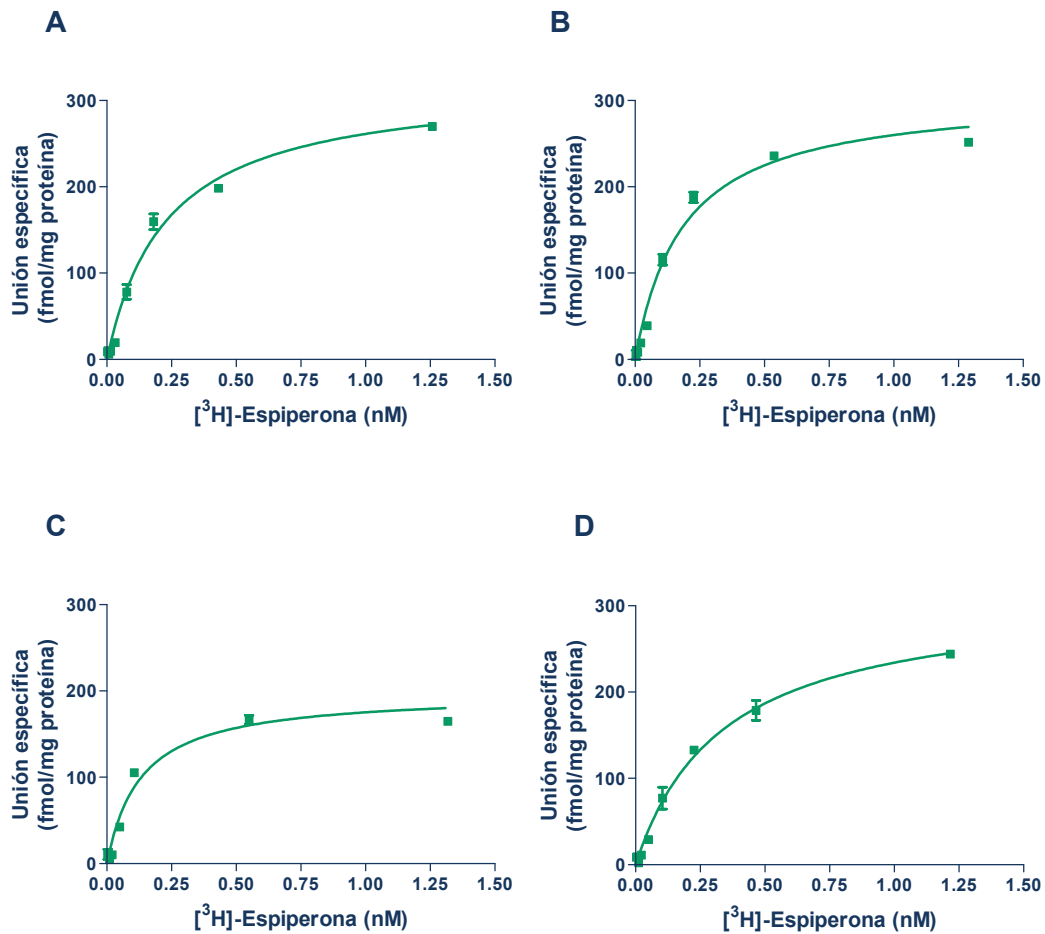 A
Unión específica
(fmol/mg proteína)
300
200
100
0
0.00 0.25 0.50 0.75 1.00 1.25 1.50
[³H]-Espiperona (nM)
B
Unión específica
(fmol/mg proteína)
300
200
100
0
0.00 0.25 0.50 0.75 1.00 1.25 1.50
[³H]-Espiperona (nM)
C
Unión específica
(fmol/mg proteína)
300
200
100
0
0.00 0.25 0.50 0.75 1.00 1.25 1.50
[³H]-Espiperona (nM)
D
Unión específica
(fmol/mg proteína)
300
200
100
0
0.00 0.25 0.50 0.75 1.00 1.25 1.50
[³H]-Espiperona (nM)